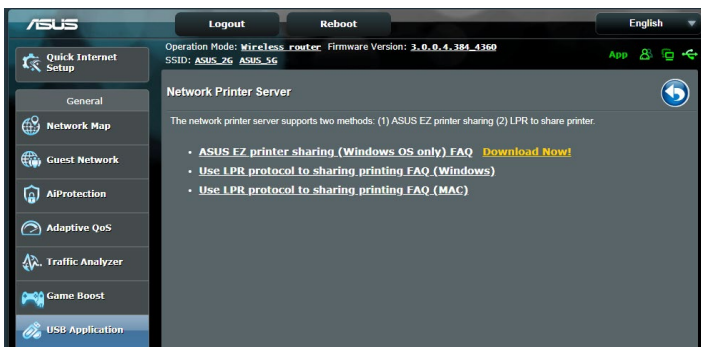 ASUS
Logout
Reboot
English
Operation Mode: Wireless router Firmware Version: 3.0.0.4.384_4360
SSID: ASUS_2G ASUS_5G
App
Quick Internet
Setup
General
Network Map
Guest Network
AiProtection
Adaptive QoS
Traffic Analyzer
Game Boost
USB Application
Network Printer Server
The network printer server supports two methods: (1) ASUS EZ printer sharing (2) LPR to share printer.
• ASUS EZ printer sharing (Windows OS only) FAQ Download Now!
• Use LPR protocol to sharing printing FAQ (Windows)
• Use LPR protocol to sharing printing FAQ (MAC)